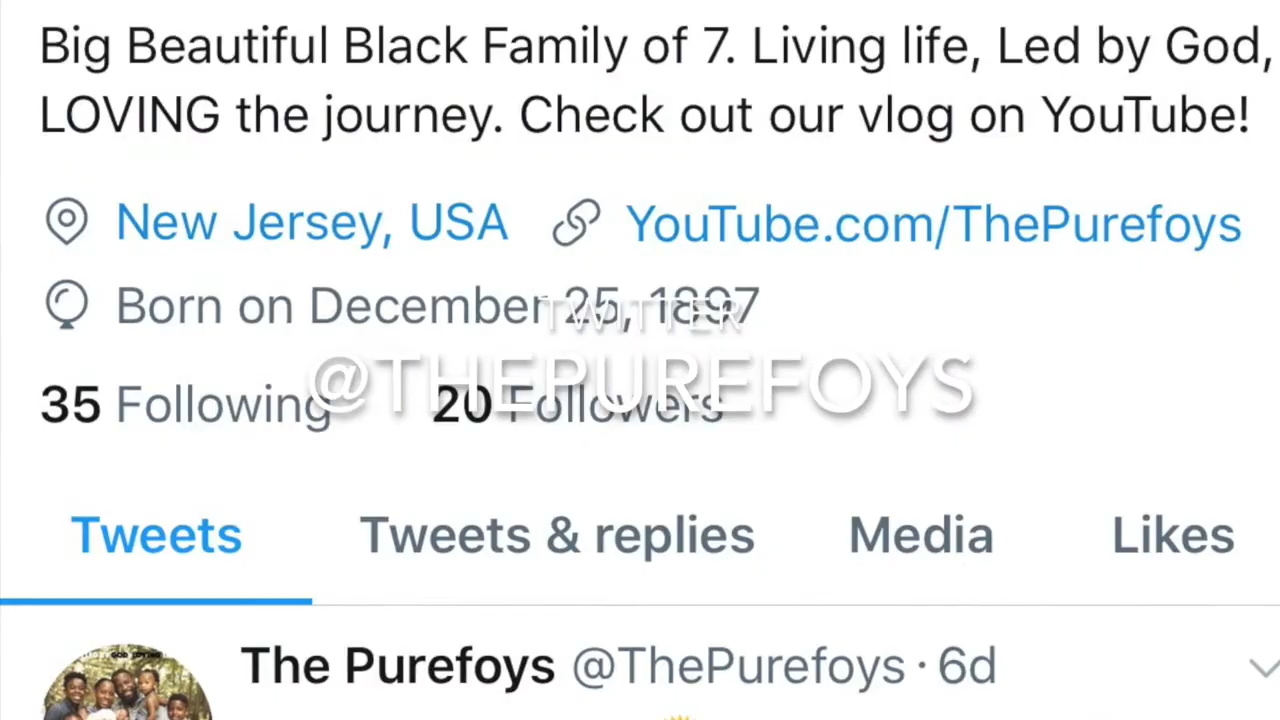 Big Beautiful Black Family of 7. Living life, Led by God,
LOVING the journey. Check out our vlog on YouTube!
New Jersey, USA YouTube.com/ThePurefoys
Born on December 25, 1897
TWITTER
@THEPUREFOYS
35 Following 20 Followers
Tweets Tweets & replies Media Likes
The Purefoys @ThePurefoys · 6d